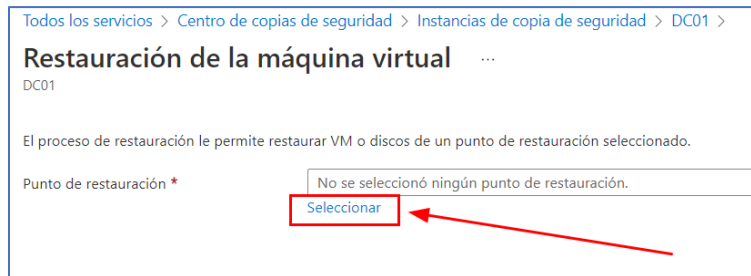 Todos los servicios > Centro de copias de seguridad > Instancias de copia de seguridad > DC01 >
Restauración de la máquina virtual ...
DC01
El proceso de restauración le permite restaurar VM o discos de un punto de restauración seleccionado.
Punto de restauración * No se seleccionó ningún punto de restauración.
Seleccionar